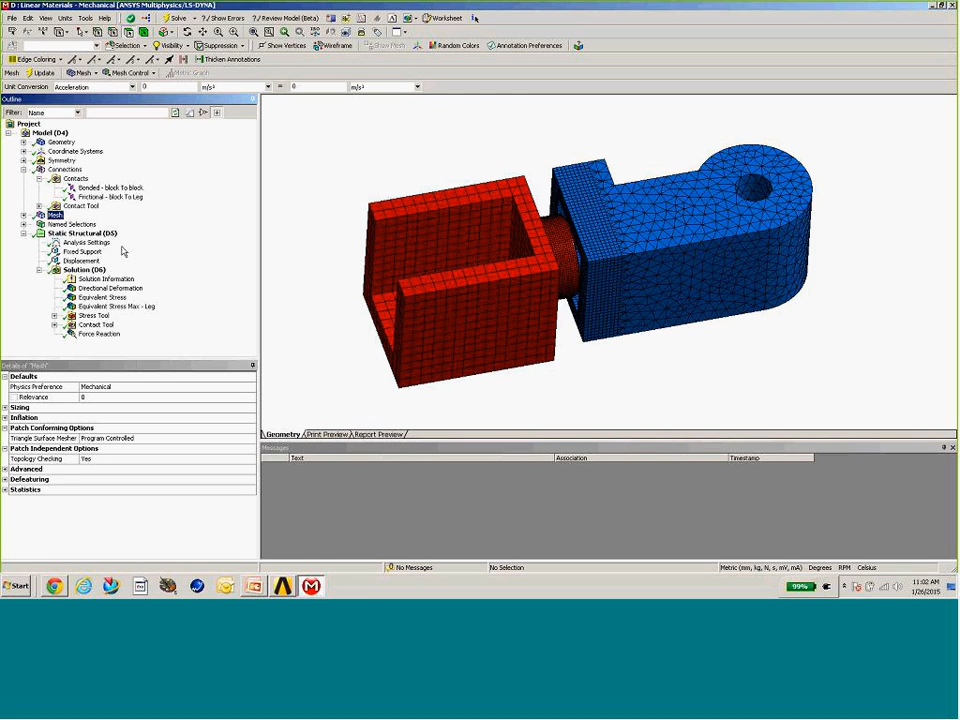 D : Linear Materials - Mechanical [ANSYS Multiphysics/LS-DYNA]
File Edit View Units Tools Help Solve ?/Show Errors ?/Review Model (Beta) Worksheet
Selection Visibility Suppression Show Vertices Wireframe Show Mesh Random Colors Annotation Preferences
Edge Coloring Thicken Annotations
Mesh Update Mesh Mesh Control Metric Graph
Unit Conversion Acceleration 0 m/s² = 0 m/s²
Outline
Filter: Name
Project
Model (D4)
Geometry
Coordinate Systems
Symmetry
Connections
Contacts
Bonded - block To block
Frictional - block To Leg
Contact Tool
Mesh
Named Selections
Static Structural (D5)
Analysis Settings
Fixed Support
Displacement
Solution (D6)
Solution Information
Directional Deformation
Equivalent Stress
Equivalent Stress Max - Leg
Stress Tool
Contact Tool
Force Reaction
Details of "Mesh"
Defaults
Physics Preference Mechanical
Relevance 0
Sizing
Inflation
Patch Conforming Options
Triangle Surface Mesher Program Controlled
Patch Independent Options
Topology Checking Yes
Advanced
Defeaturing
Statistics
Geometry Print Preview Report Preview
Messages
Text Association Timestamp
No Messages No Selection Metric (mm, kg, N, s, mV, mA) Degrees RPM Celsius
Start 99% 11:02 AM
1/26/2015